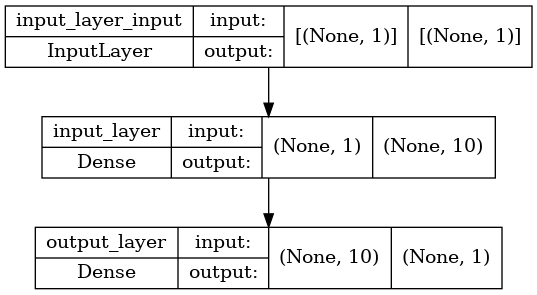 input_layer_input input: [(None, 1)] [(None, 1)]
InputLayer output:
input_layer input: (None, 1) (None, 10)
Dense output:
output_layer input: (None, 10) (None, 1)
Dense output: